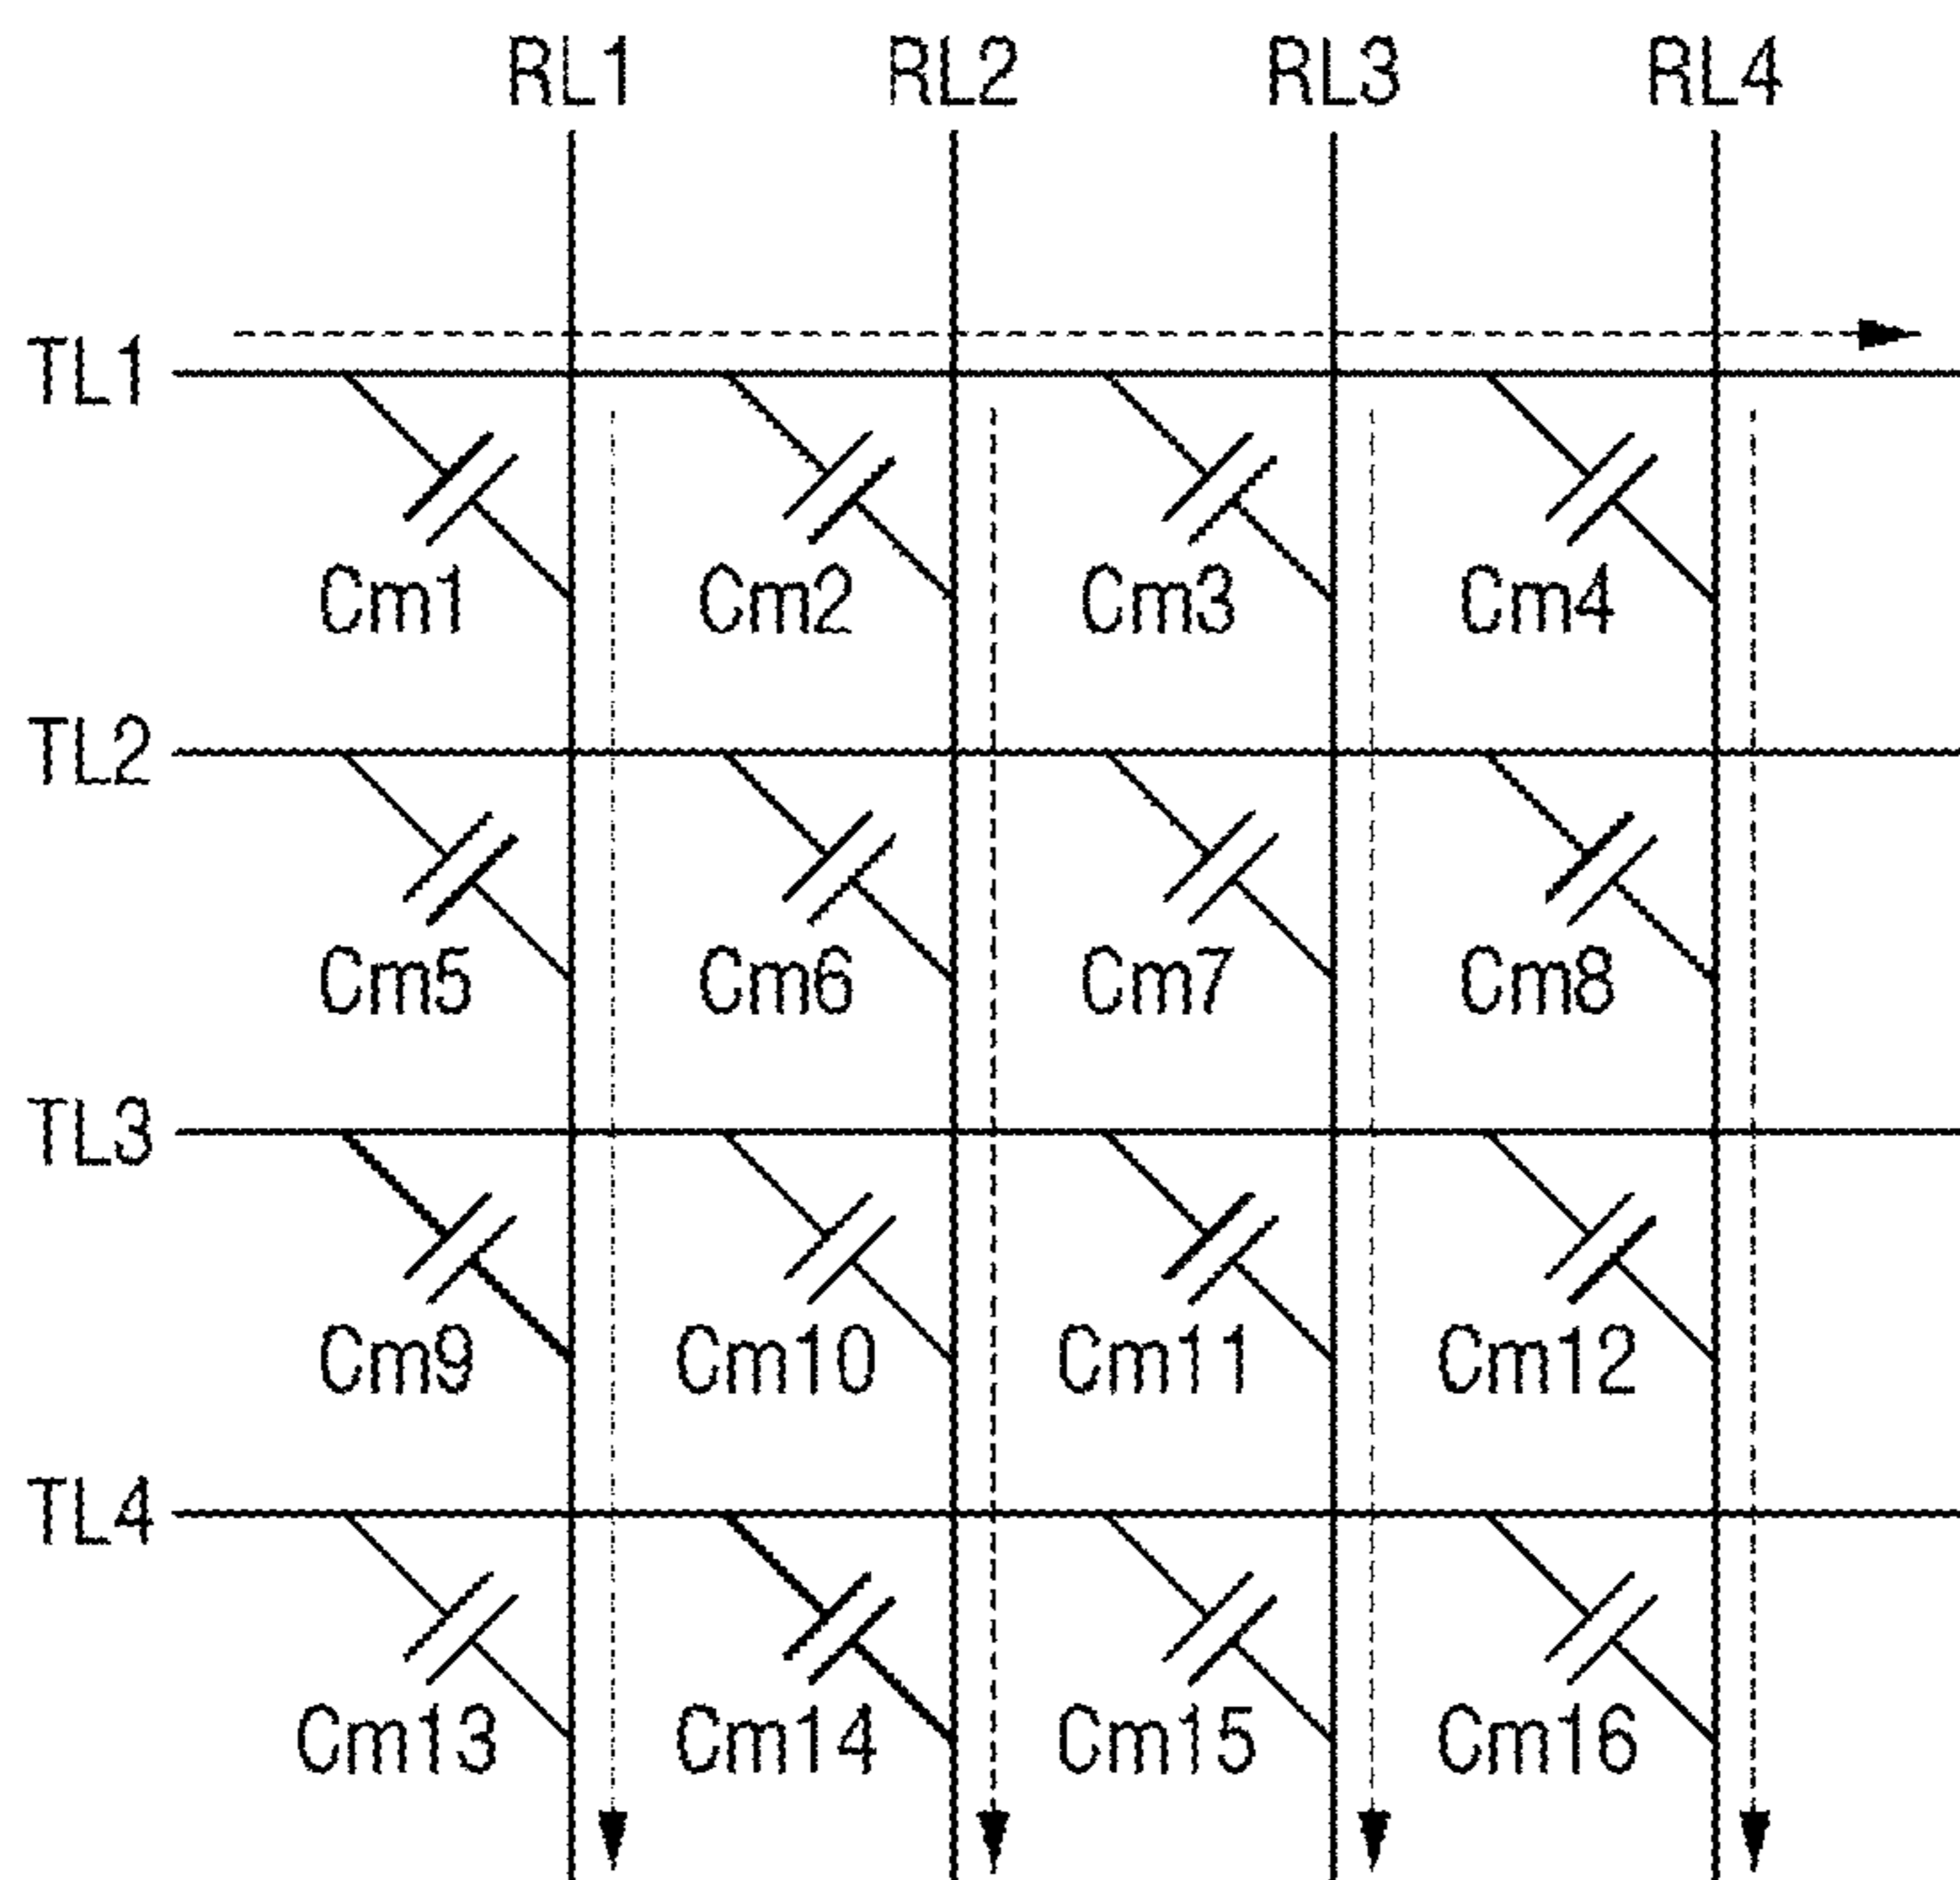 RL1 RL2 RL3 RL4
TL1
Cm1 Cm2 Cm3 Cm4
TL2
Cm5 Cm6 Cm7 Cm8
TL3
Cm9 Cm10 Cm11 Cm12
TL4
Cm13 Cm14 Cm15 Cm16